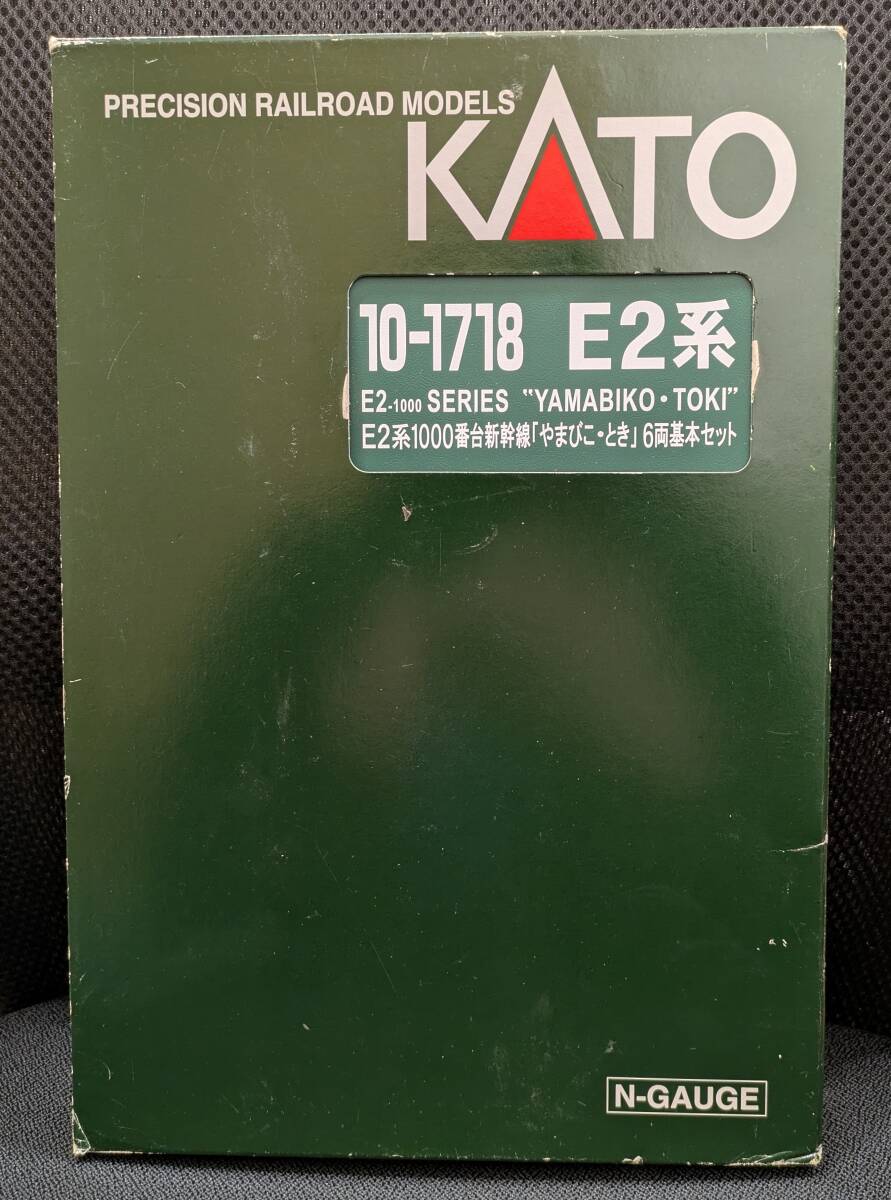 PRECISION RAILROAD MODELS
KATO
10-1718 E2系
E2-1000 SERIES “YAMABIKO・TOKI”
E2系1000番台新幹線「やまびこ・とき」6両基本セット
N-GAUGE